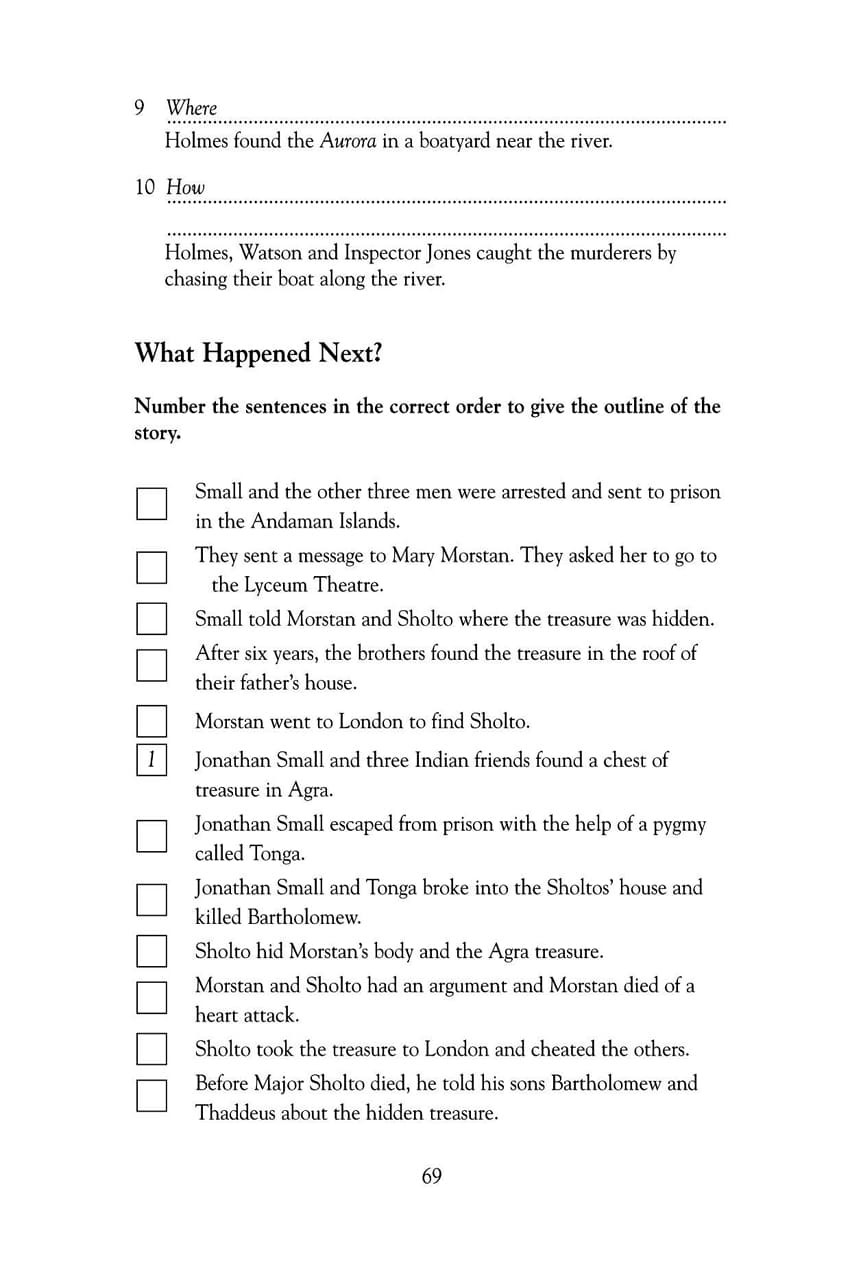 9 Where
Holmes found the Aurora in a boatyard near the river.
10 How
Holmes, Watson and Inspector Jones caught the murderers by
chasing their boat along the river.
What Happened Next?
Number the sentences in the correct order to give the outline of the
story.
Small and the other three men were arrested and sent to prison
in the Andaman Islands.
They sent a message to Mary Morstan. They asked her to go to
the Lyceum Theatre.
Small told Morstan and Sholto where the treasure was hidden.
After six years, the brothers found the treasure in the roof of
their father’s house.
Morstan went to London to find Sholto.
1 Jonathan Small and three Indian friends found a chest of
treasure in Agra.
Jonathan Small escaped from prison with the help of a pygmy
called Tonga.
Jonathan Small and Tonga broke into the Sholtos’ house and
killed Bartholomew.
Sholto hid Morstan’s body and the Agra treasure.
Morstan and Sholto had an argument and Morstan died of a
heart attack.
Sholto took the treasure to London and cheated the others.
Before Major Sholto died, he told his sons Bartholomew and
Thaddeus about the hidden treasure.
69